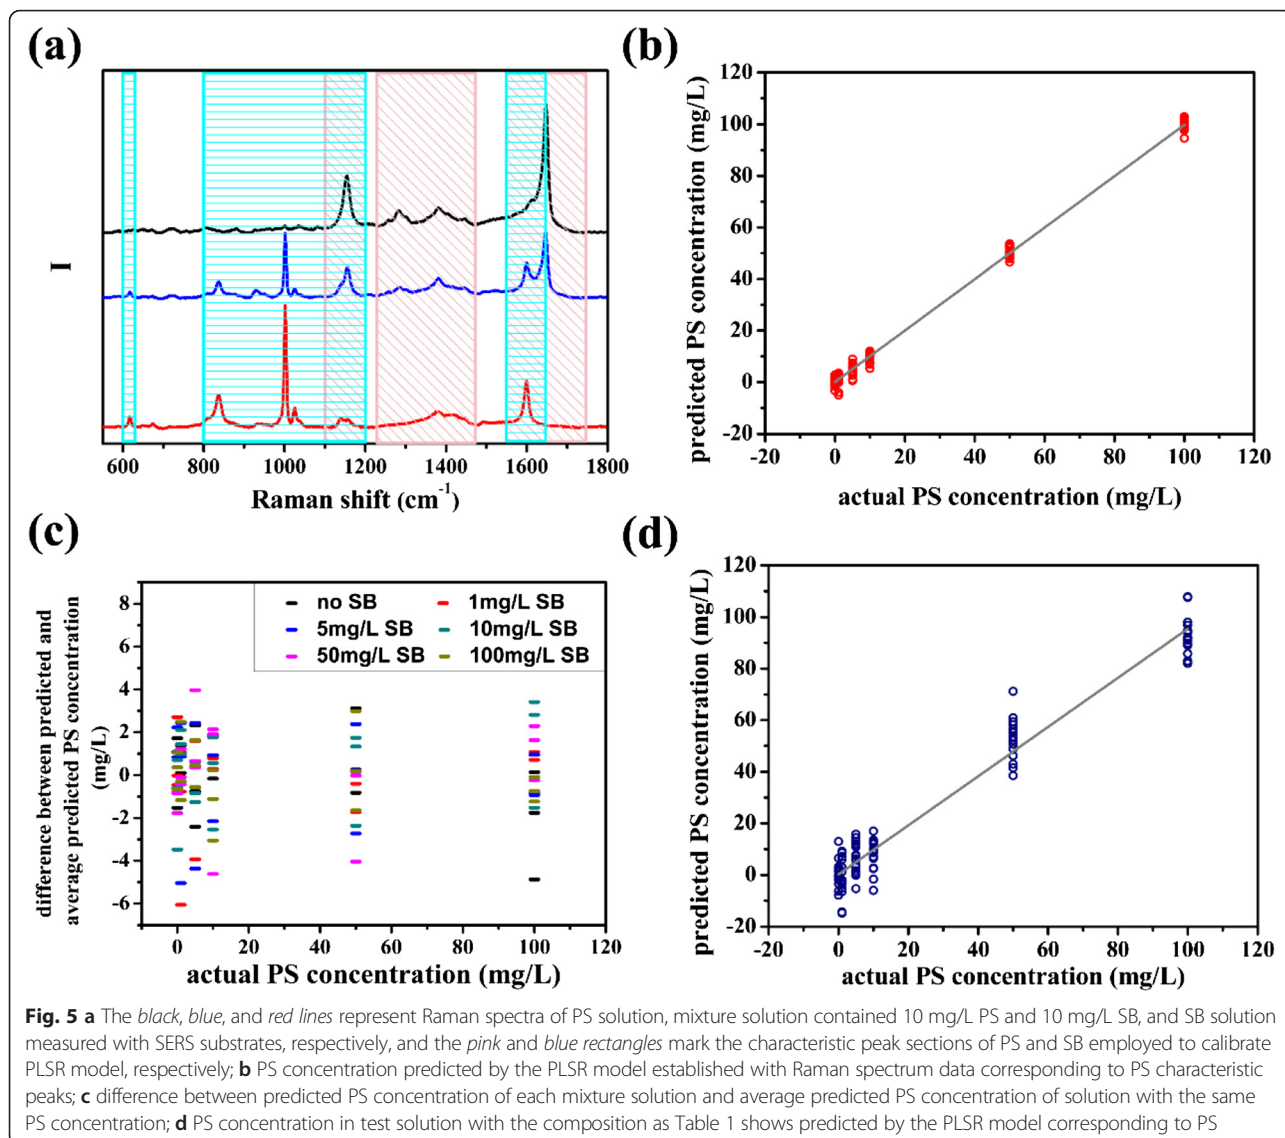 (a)
I
600 800 1000 1200 1400 1600 1800
Raman shift (cm⁻¹)
(b)
predicted PS concentration (mg/L)
120
100
80
60
40
20
0
-20
-20 0 20 40 60 80 100 120
actual PS concentration (mg/L)
(c)
difference between predicted and
average predicted PS concentration
(mg/L)
8
6
4
2
0
-2
-4
-6
no SB 1mg/L SB
5mg/L SB 10mg/L SB
50mg/L SB 100mg/L SB
0 20 40 60 80 100 120
actual PS concentration (mg/L)
(d)
predicted PS concentration (mg/L)
120
100
80
60
40
20
0
-20
-20 0 20 40 60 80 100 120
actual PS concentration (mg/L)
Fig. 5 a The black, blue, and red lines represent Raman spectra of PS solution, mixture solution contained 10 mg/L PS and 10 mg/L SB, and SB solution
measured with SERS substrates, respectively, and the pink and blue rectangles mark the characteristic peak sections of PS and SB employed to calibrate
PLSR model, respectively; b PS concentration predicted by the PLSR model established with Raman spectrum data corresponding to PS characteristic
peaks; c difference between predicted PS concentration of each mixture solution and average predicted PS concentration of solution with the same
PS concentration; d PS concentration in test solution with the composition as Table 1 shows predicted by the PLSR model corresponding to PS